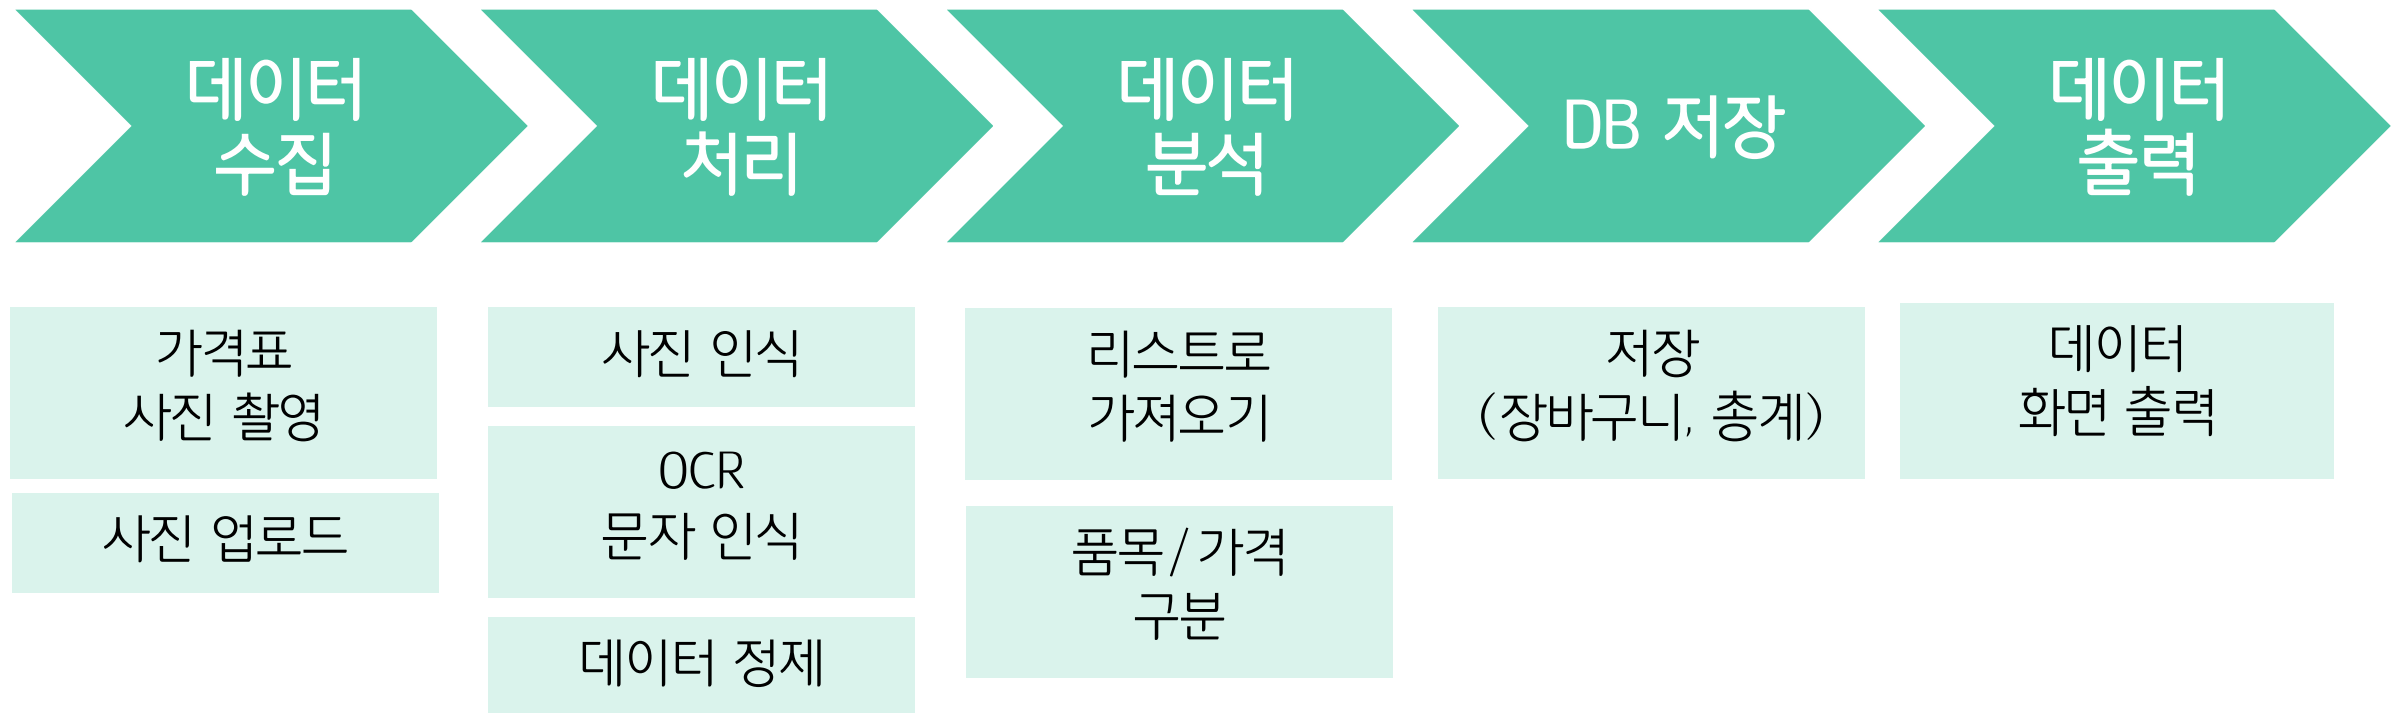 데이터
수집
데이터
처리
데이터
분석
DB 저장
데이터
출력
가격표
사진 촬영
사진 업로드
사진 인식
OCR
문자 인식
데이터 정제
리스트로
가져오기
품목/가격
구분
저장
(장바구니, 총계)
데이터
화면 출력